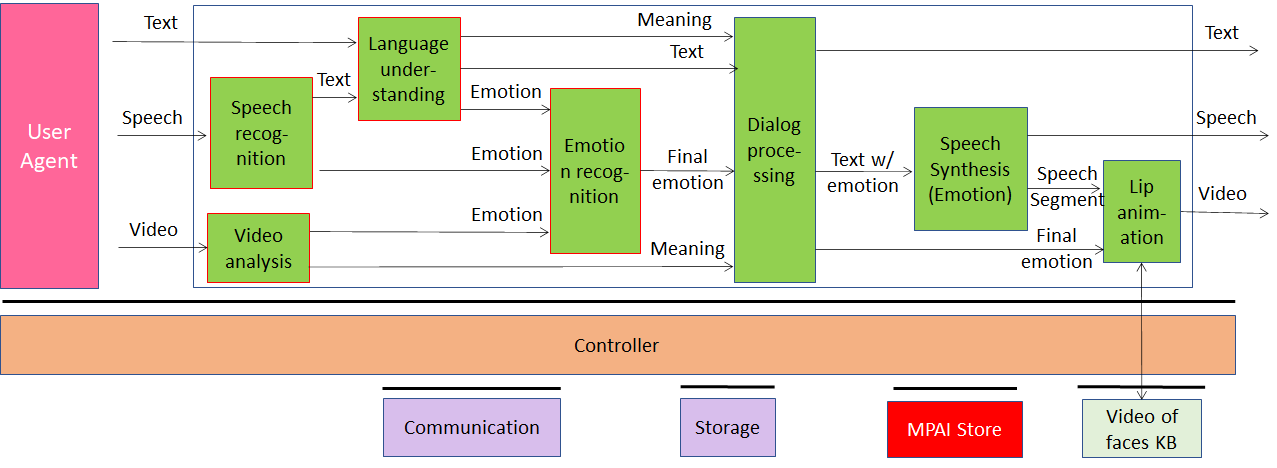 Text
Meaning
Text
Language
under-
standing
Text
Text
User
Agent
Speech
Speech
recog-
nition
Emotion
Emotion
Emotion
Emotio
n recog-
nition
Final
emotion
Dialog
proce-
ssing
Text w/
emotion
Speech
Synthesis
(Emotion)
Speech
Speech
Segment
Lip
anim-
ation
Video
Video
Video
analysis
Meaning
Final
emotion
Controller
Communication
Storage
MPAI Store
Video of
faces KB